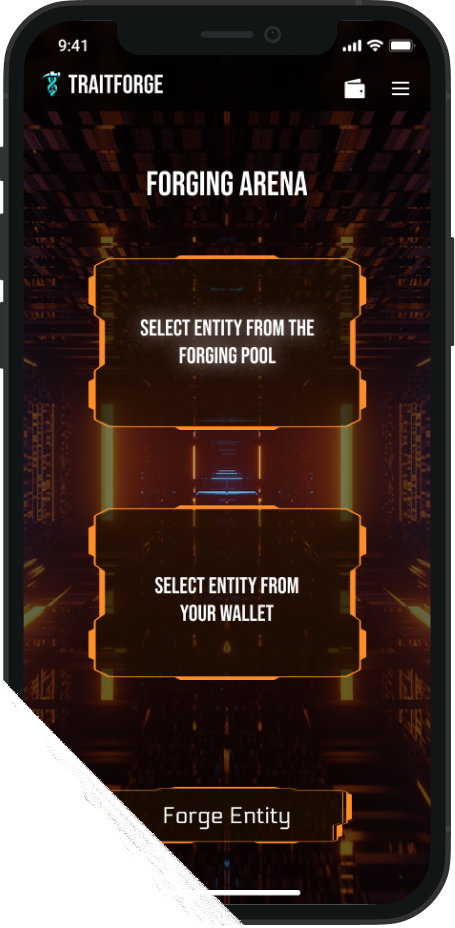 9:41
TRAITFORGE
FORGING ARENA
SELECT ENTITY FROM THE
FORGING POOL
SELECT ENTITY FROM
YOUR WALLET
Forge Entity